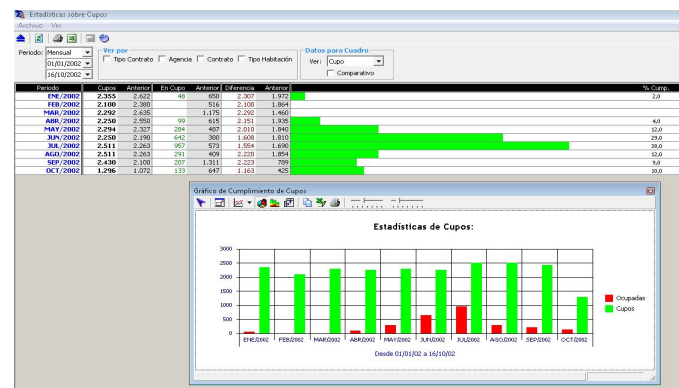 Estadísticas sobre Cupos
Archivo Ver
Periodo: Mensual
01/01/2002
16/10/2002
Ver por
Tipo Contrato Agencia Contrato Tipo Habitación
Datos para Cuadro
Ver: Cupo
Comparativo
Periodo Cupos Anterior En Cupo Anterior Diferencia Anterior % Cump.
ENE/2002 2.355 2.622 48 650 2.307 1.972 2,0
FEB/2002 2.100 2.380 516 2.100 1.864
MAR/2002 2.292 2.635 1.175 2.292 1.460
ABR/2002 2.250 2.550 99 615 2.151 1.935 4,0
MAY/2002 2.294 2.327 284 487 2.010 1.840 12,0
JUN/2002 2.250 2.190 642 380 1.608 1.810 29,0
JUL/2002 2.511 2.263 957 573 1.554 1.690 38,0
AGO/2002 2.511 2.263 291 409 2.220 1.854 12,0
SEP/2002 2.430 2.100 207 1.311 2.223 789 9,0
OCT/2002 1.296 1.072 133 647 1.163 425 10,0
Gráfico de Cumplimiento de Cupos
Estadísticas de Cupos:
3000
2500
2000
1500
1000
500
0
Ocupadas
Cupos
ENE/2002 FEB/2002 MAR/2002 ABR/2002 MAY/2002 JUN/2002 JUL/2002 AGO/2002 SEP/2002 OCT/2002
Desde 01/01/02 a 16/10/02